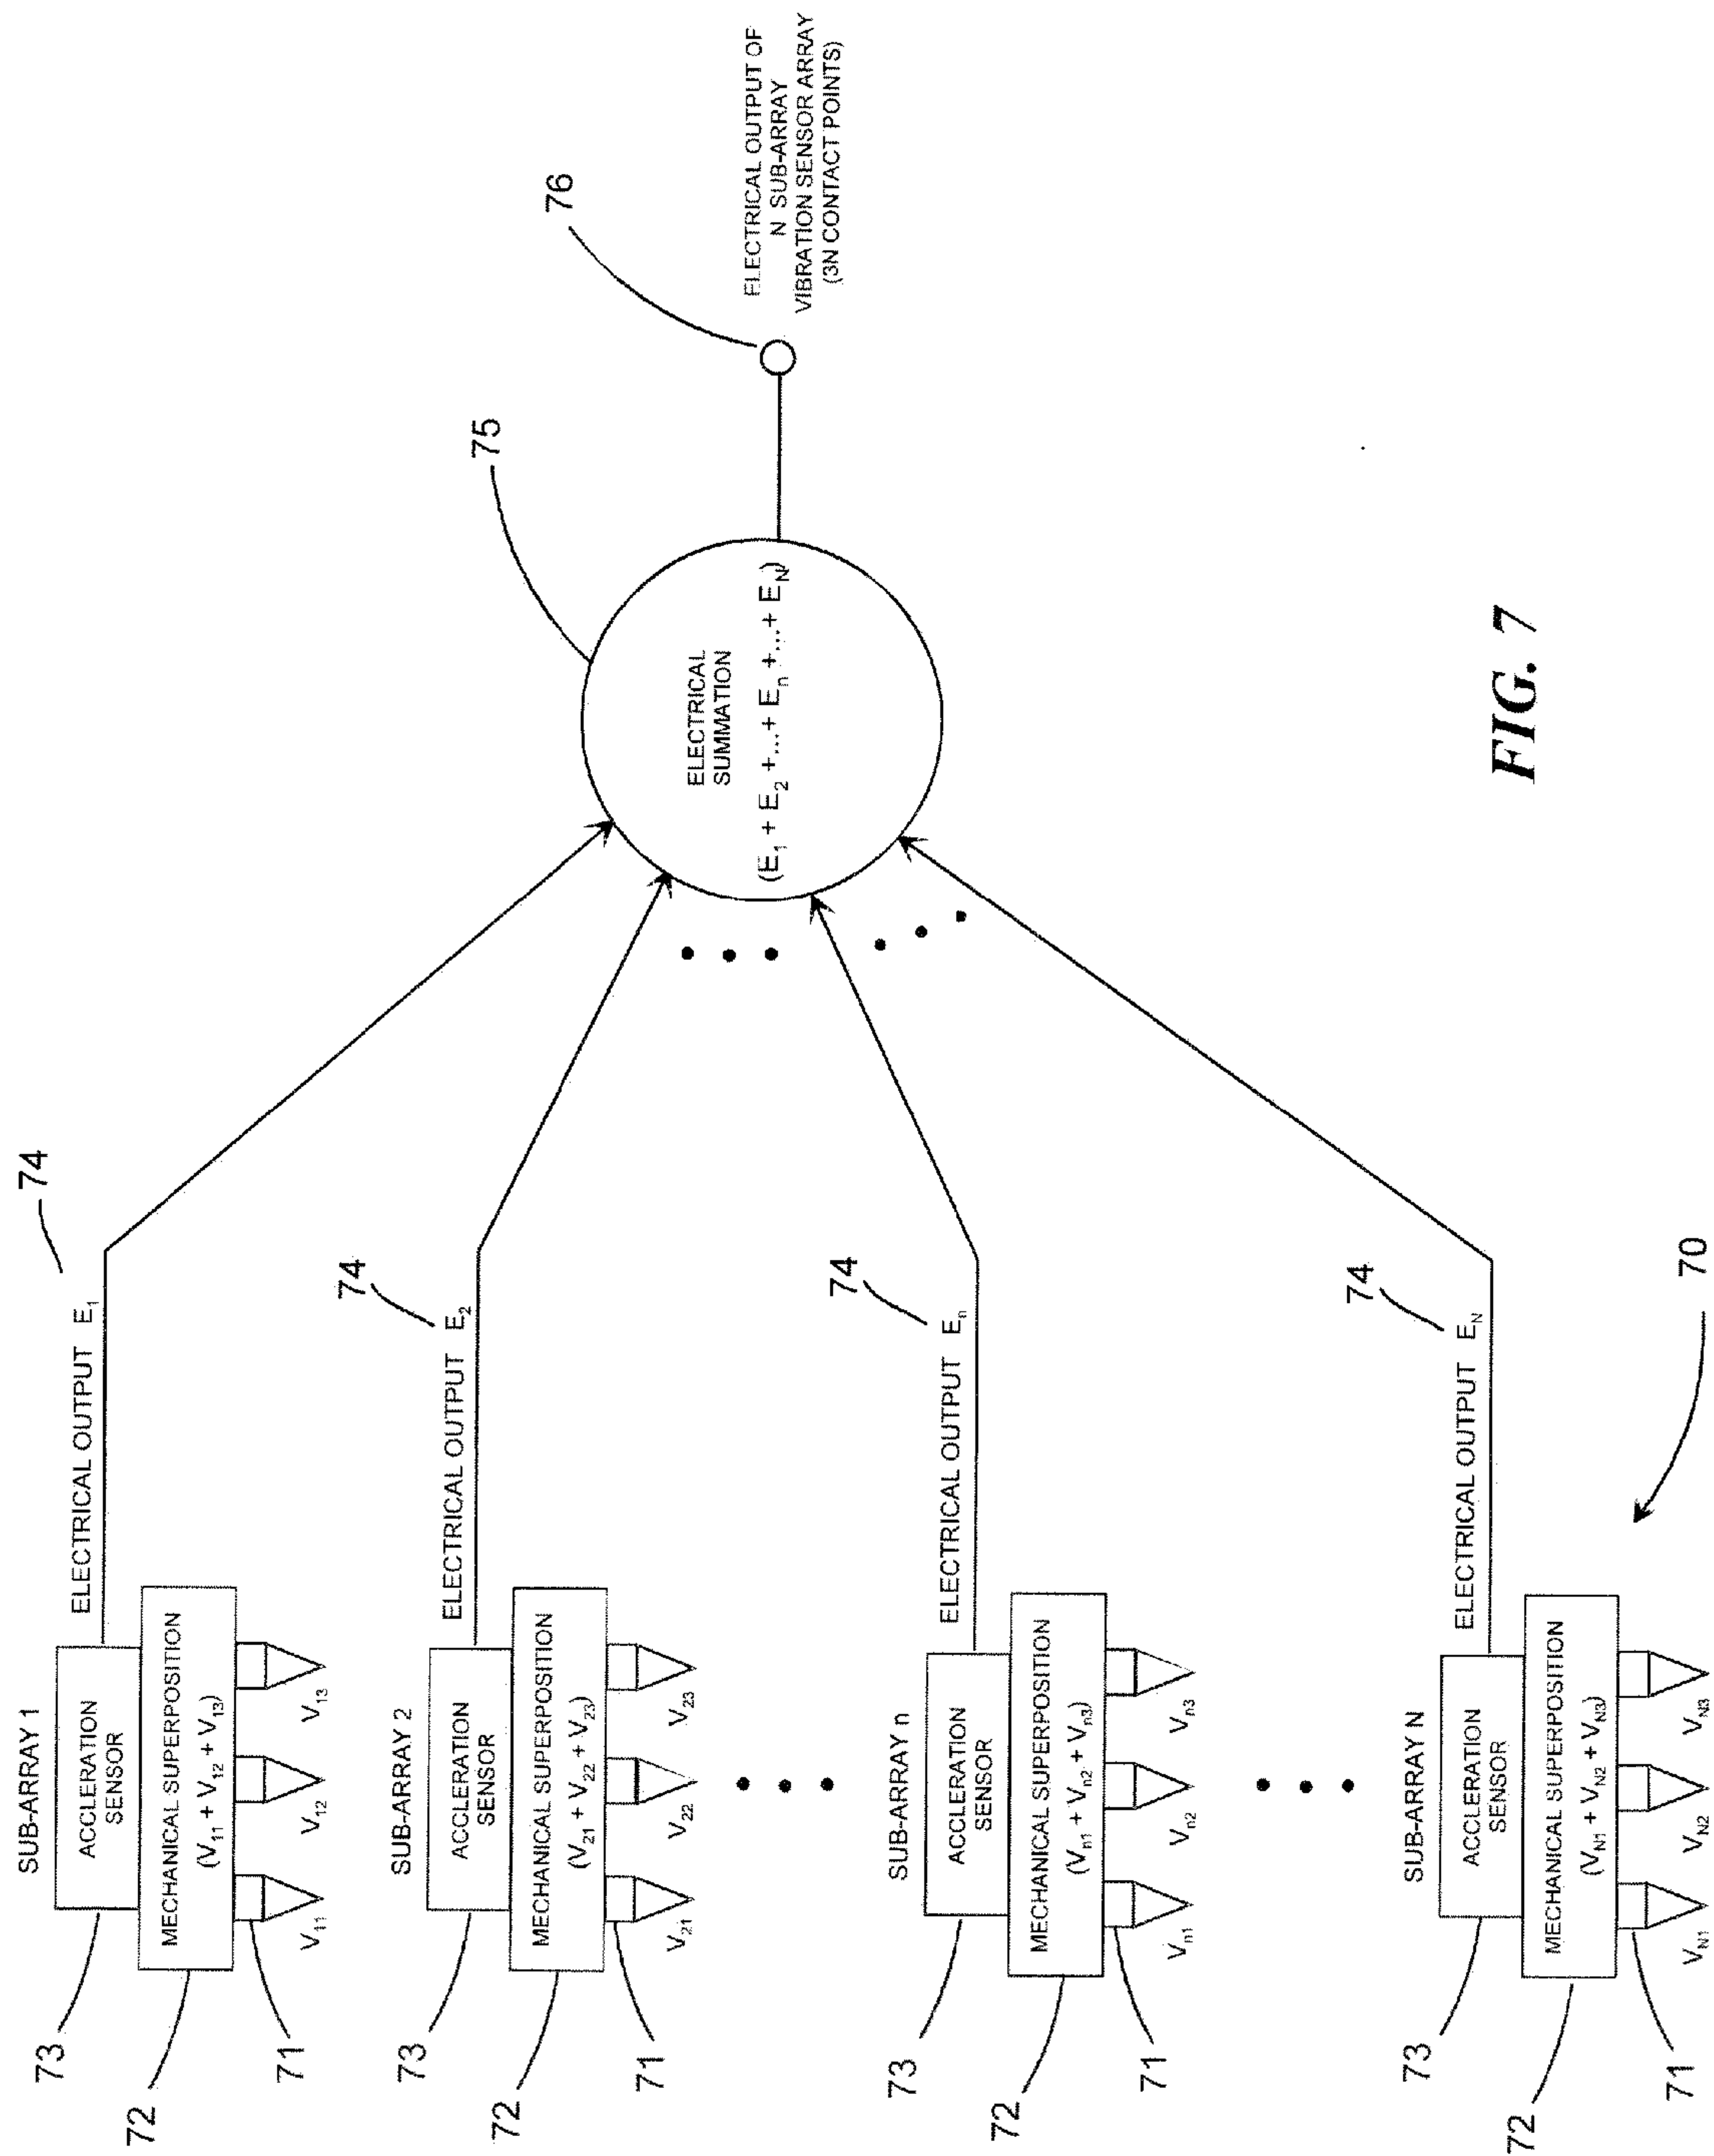 SUB-ARRAY 1
ACCLERATION
SENSOR
MECHANICAL SUPERPOSITION
(V11 + V12 + V13)
V11
V12
V13
73
72
71
ELECTRICAL OUTPUT E1
74
SUB-ARRAY 2
ACCLERATION
SENSOR
MECHANICAL SUPERPOSITION
(V21 + V22 + V23)
V21
V22
V23
73
72
71
ELECTRICAL OUTPUT E2
74
SUB-ARRAY n
ACCLERATION
SENSOR
MECHANICAL SUPERPOSITION
(Vn1 + Vn2 + Vn3)
Vn1
Vn2
Vn3
73
72
71
ELECTRICAL OUTPUT En
74
SUB-ARRAY N
ACCLERATION
SENSOR
MECHANICAL SUPERPOSITION
(VN1 + VN2 + VN3)
VN1
VN2
VN3
73
72
71
ELECTRICAL OUTPUT EN
74
70
ELECTRICAL
SUMMATION
(E1 + E2 +...+ En +...+ EN)
75
76
ELECTRICAL OUTPUT OF
N SUB-ARRAY
VIBRATION SENSOR ARRAY
(3N CONTACT POINTS)
FIG. 7